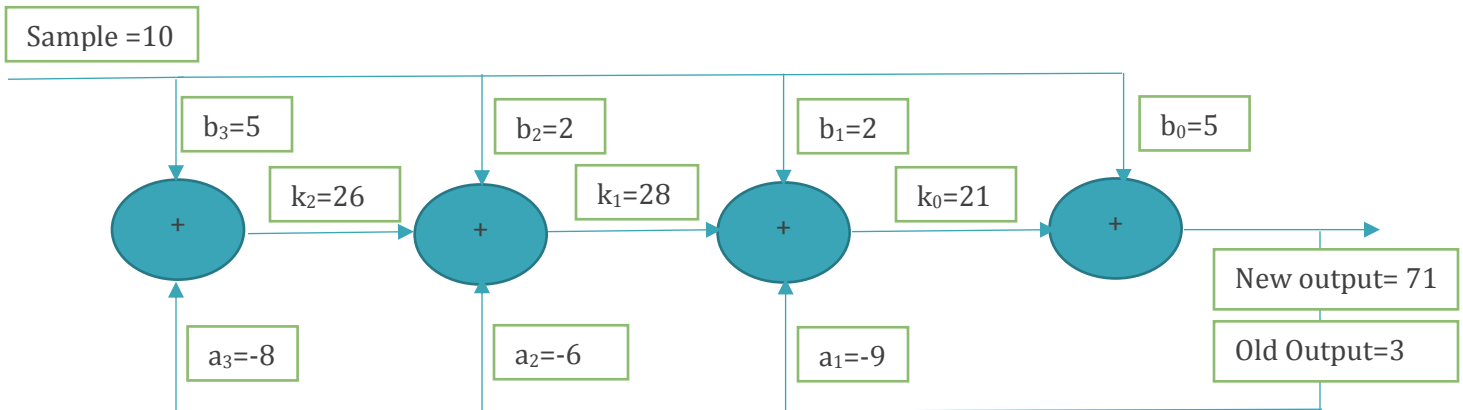 Sample =10
b₃=5
b₂=2
b₁=2
b₀=5
k₂=26
k₁=28
k₀=21
+
+
+
+
New output= 71
Old Output=3
a₃=-8
a₂=-6
a₁=-9